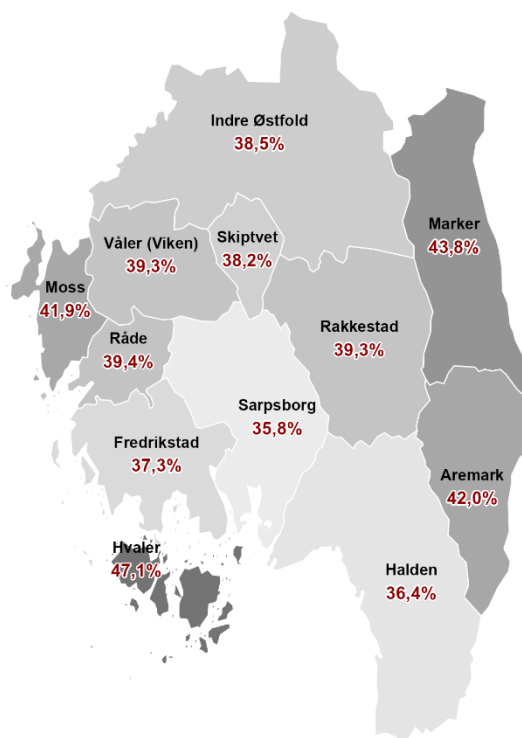 Indre Østfold
38,5%
Marker
43,8%
Våler (Viken)
39,3%
Skiptvet
38,2%
Moss
41,9%
Råde
39,4%
Rakkestad
39,3%
Sarpsborg
35,8%
Fredrikstad
37,3%
Aremark
42,0%
Hvaler
47,1%
Halden
36,4%